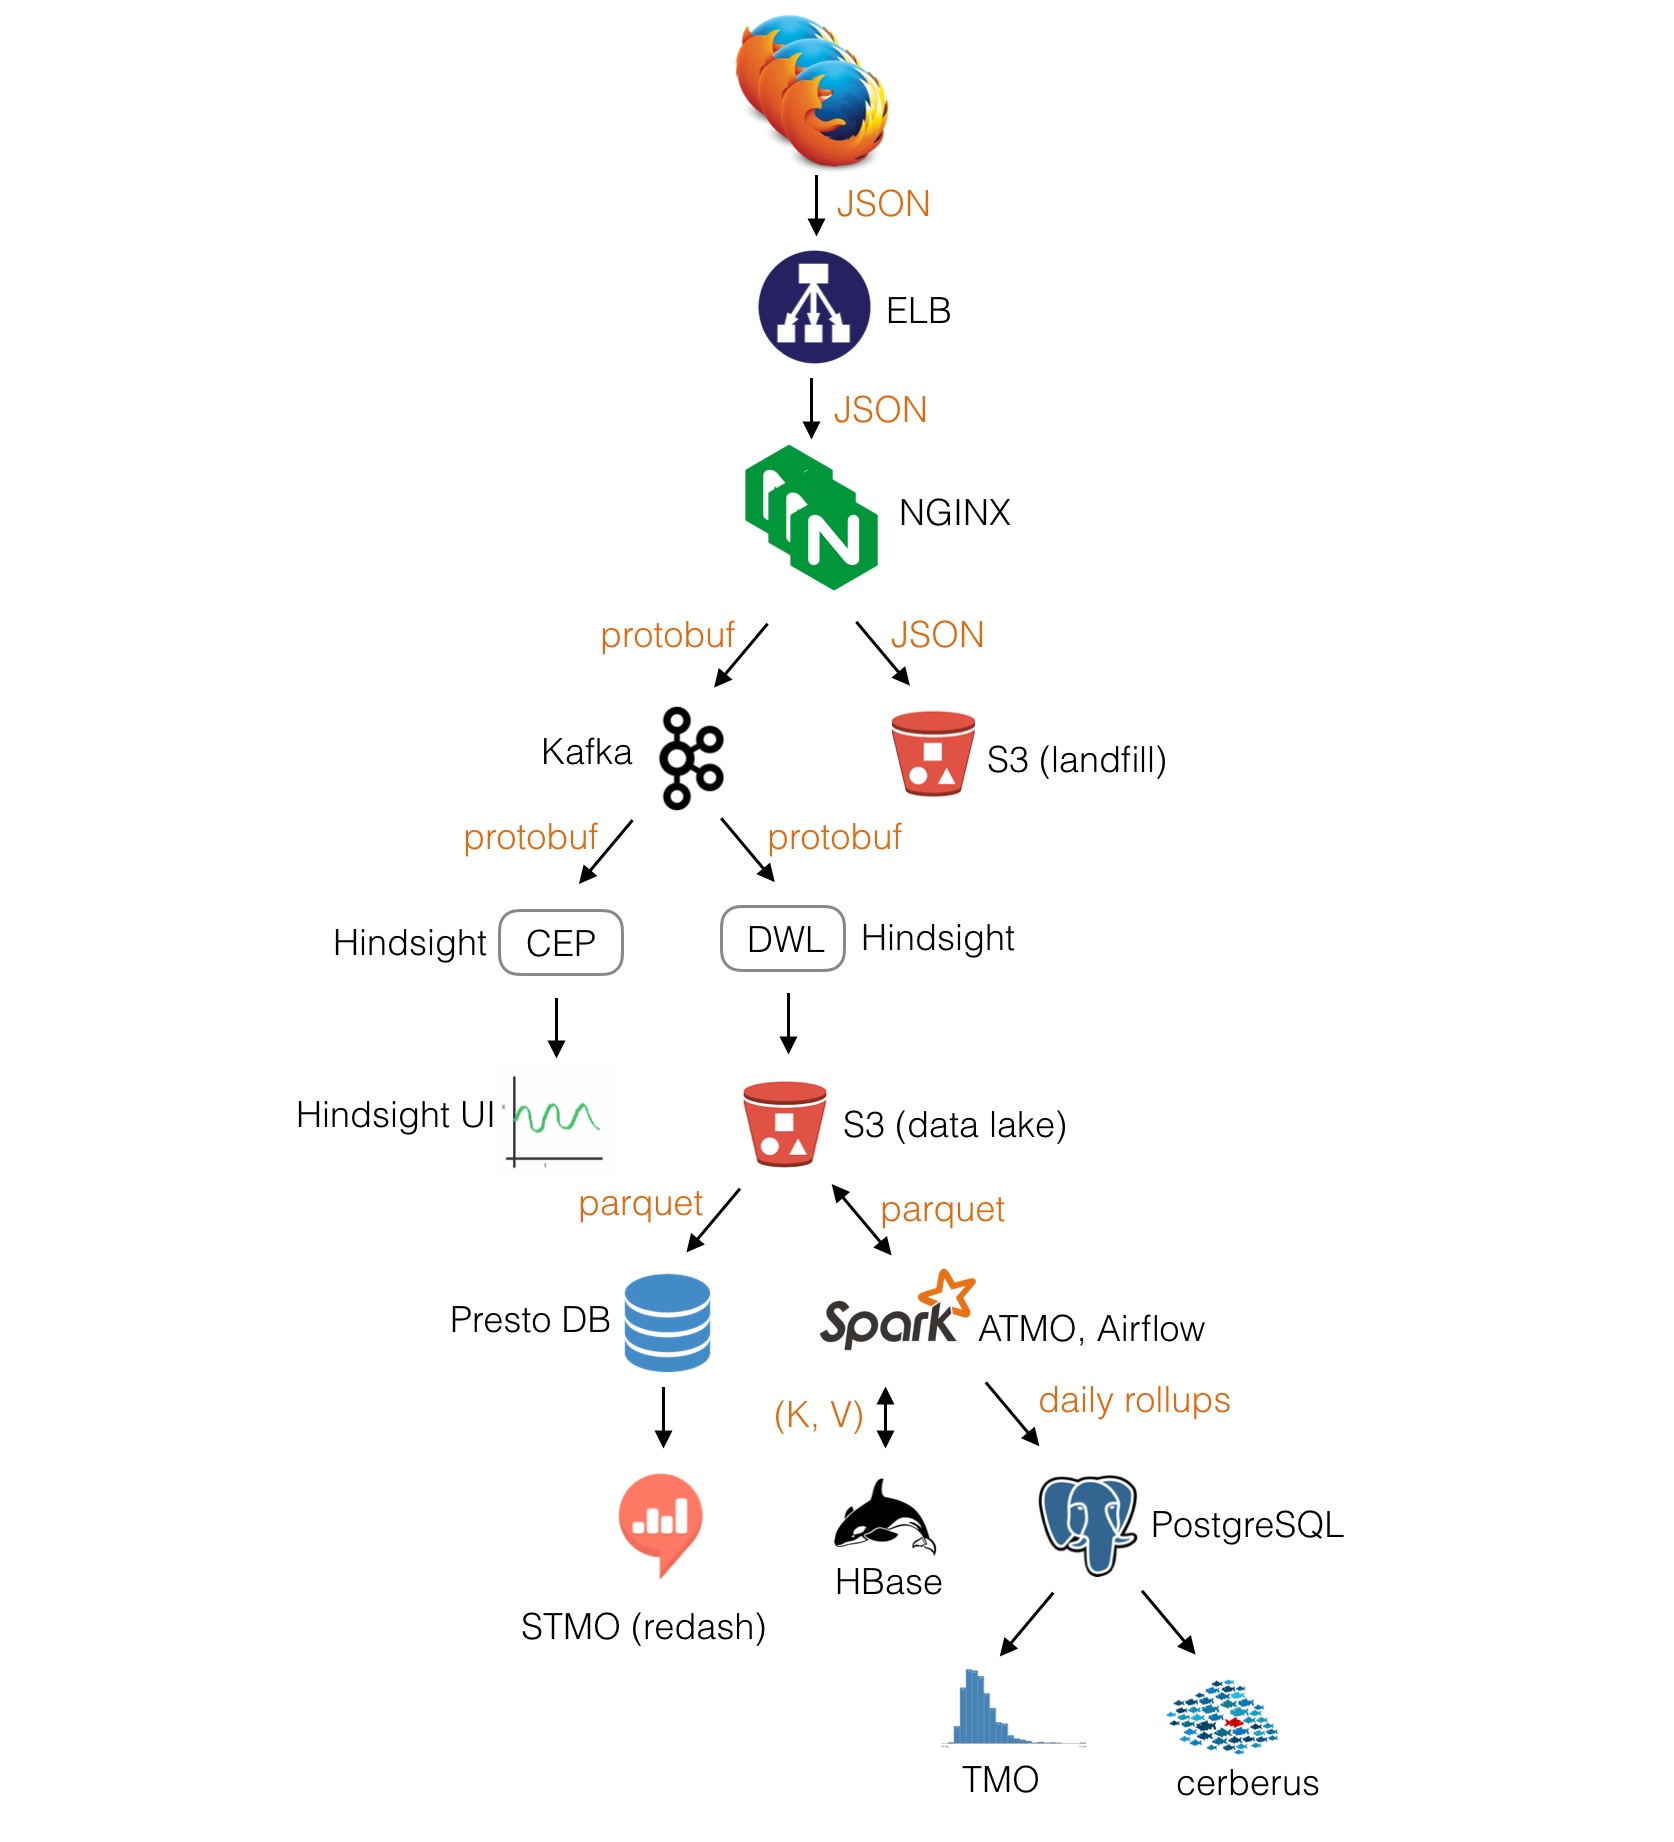 JSON
ELB
JSON
N
NGINX
protobuf
JSON
Kafka
S3 (landfill)
protobuf
protobuf
Hindsight
CEP
DWL
Hindsight
Hindsight UI
S3 (data lake)
parquet
parquet
Presto DB
Spark
ATMO, Airflow
(K, V)
daily rollups
PostgreSQL
HBase
STMO (redash)
TMO
cerberus